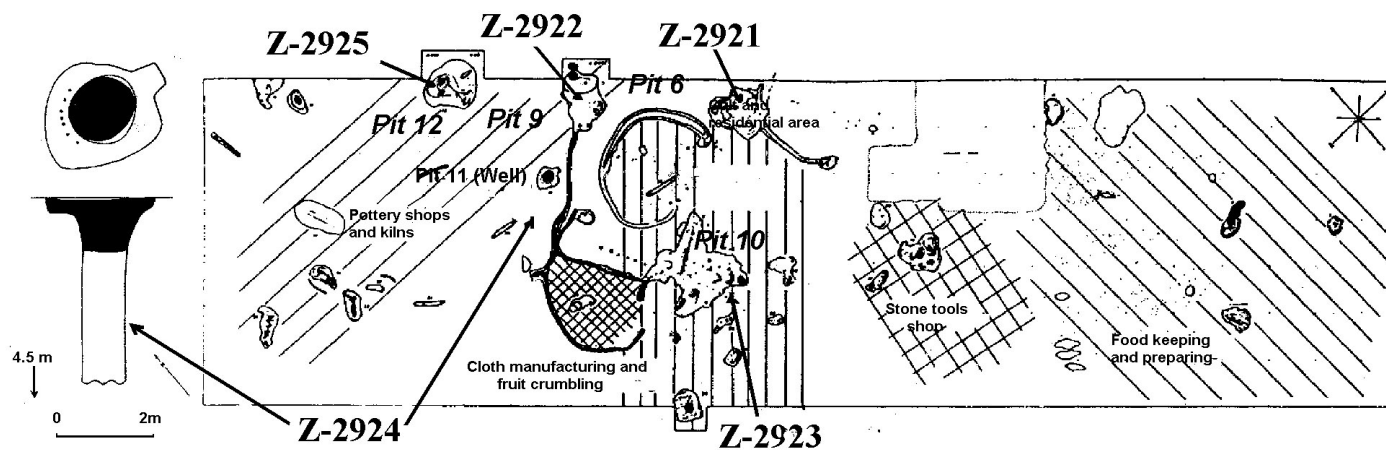 Z-2925
Z-2922
Z-2921
Pit 6
and
residential area
Pit 12
Pit 9
Pit 11 (Well)
Pottery shops
and kilns
Pit 10
Stone tools
shop
Food keeping
and preparing
Cloth manufacturing and
fruit crumbling
4.5 m
0
2m
Z-2924
Z-2923